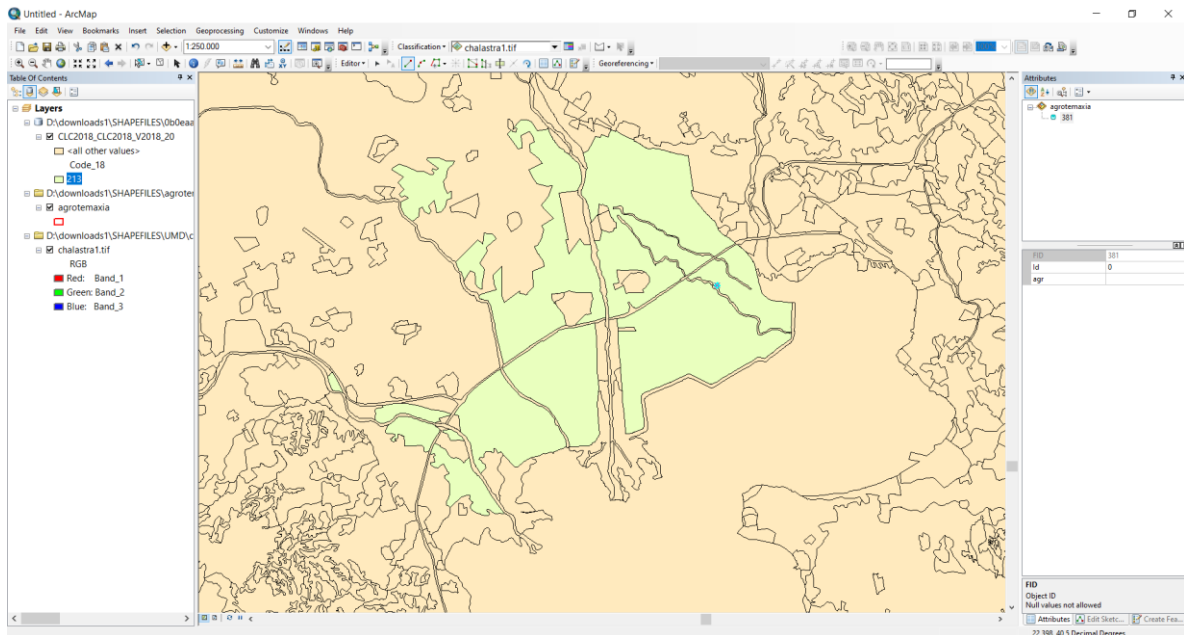 Untitled - ArcMap
File Edit View Bookmarks Insert Selection Geoprocessing Customize Windows Help
1:250.000
Classification
chalastra1.tif
Editor
Georeferencing
Table Of Contents
Layers
D:\downloads1\SHAPEFILES\0b0eaa
CLC2018_CLC2018_V2018_20
<all other values>
Code_18
213
D:\downloads1\SHAPEFILES\agroter
agrotemaxia
D:\downloads1\SHAPEFILES\UMD\c
chalastra1.tif
RGB
Red: Band_1
Green: Band_2
Blue: Band_3
Attributes
agrotemaxia
381
FID 381
Id 0
agr
FID
Object ID
Null values not allowed
Attributes Edit Sketc... Create Fea...
22,398 40,5 Decimal Degrees